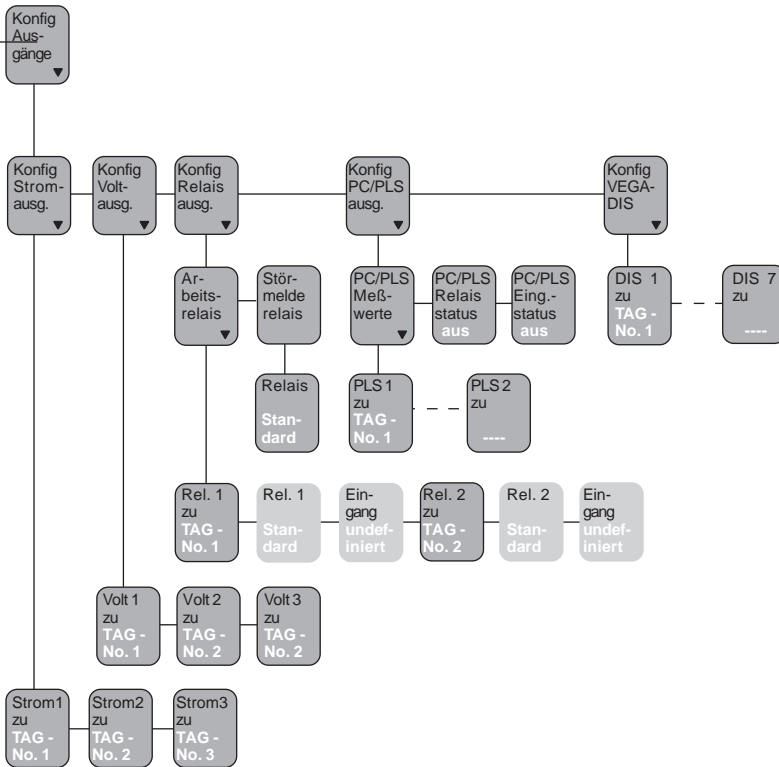 Konfig
Aus-
gänge
Konfig
Strom-
ausg.
Konfig
Volt-
ausg.
Konfig
Relais
ausg.
Konfig
PC/PLS
ausg.
Konfig
VEGA-
DIS
Ar-
beits-
relais
Stör-
melde
relais
PC/PLS
Meß-
werte
PC/PLS
Relais
status
aus
PC/PLS
Eing.-
status
aus
DIS 1
zu
TAG -
No. 1
DIS 7
zu
----
Relais
Stan-
dard
PLS 1
zu
TAG -
No. 1
PLS 2
zu
----
Rel. 1
zu
TAG -
No. 1
Rel. 1
Stan-
dard
Ein-
gang
undef-
iniert
Rel. 2
zu
TAG -
No. 2
Rel. 2
Stan-
dard
Ein-
gang
undef-
iniert
Volt 1
zu
TAG -
No. 1
Volt 2
zu
TAG -
No. 2
Volt 3
zu
TAG -
No. 2
Strom1
zu
TAG -
No. 1
Strom2
zu
TAG -
No. 2
Strom3
zu
TAG -
No. 3